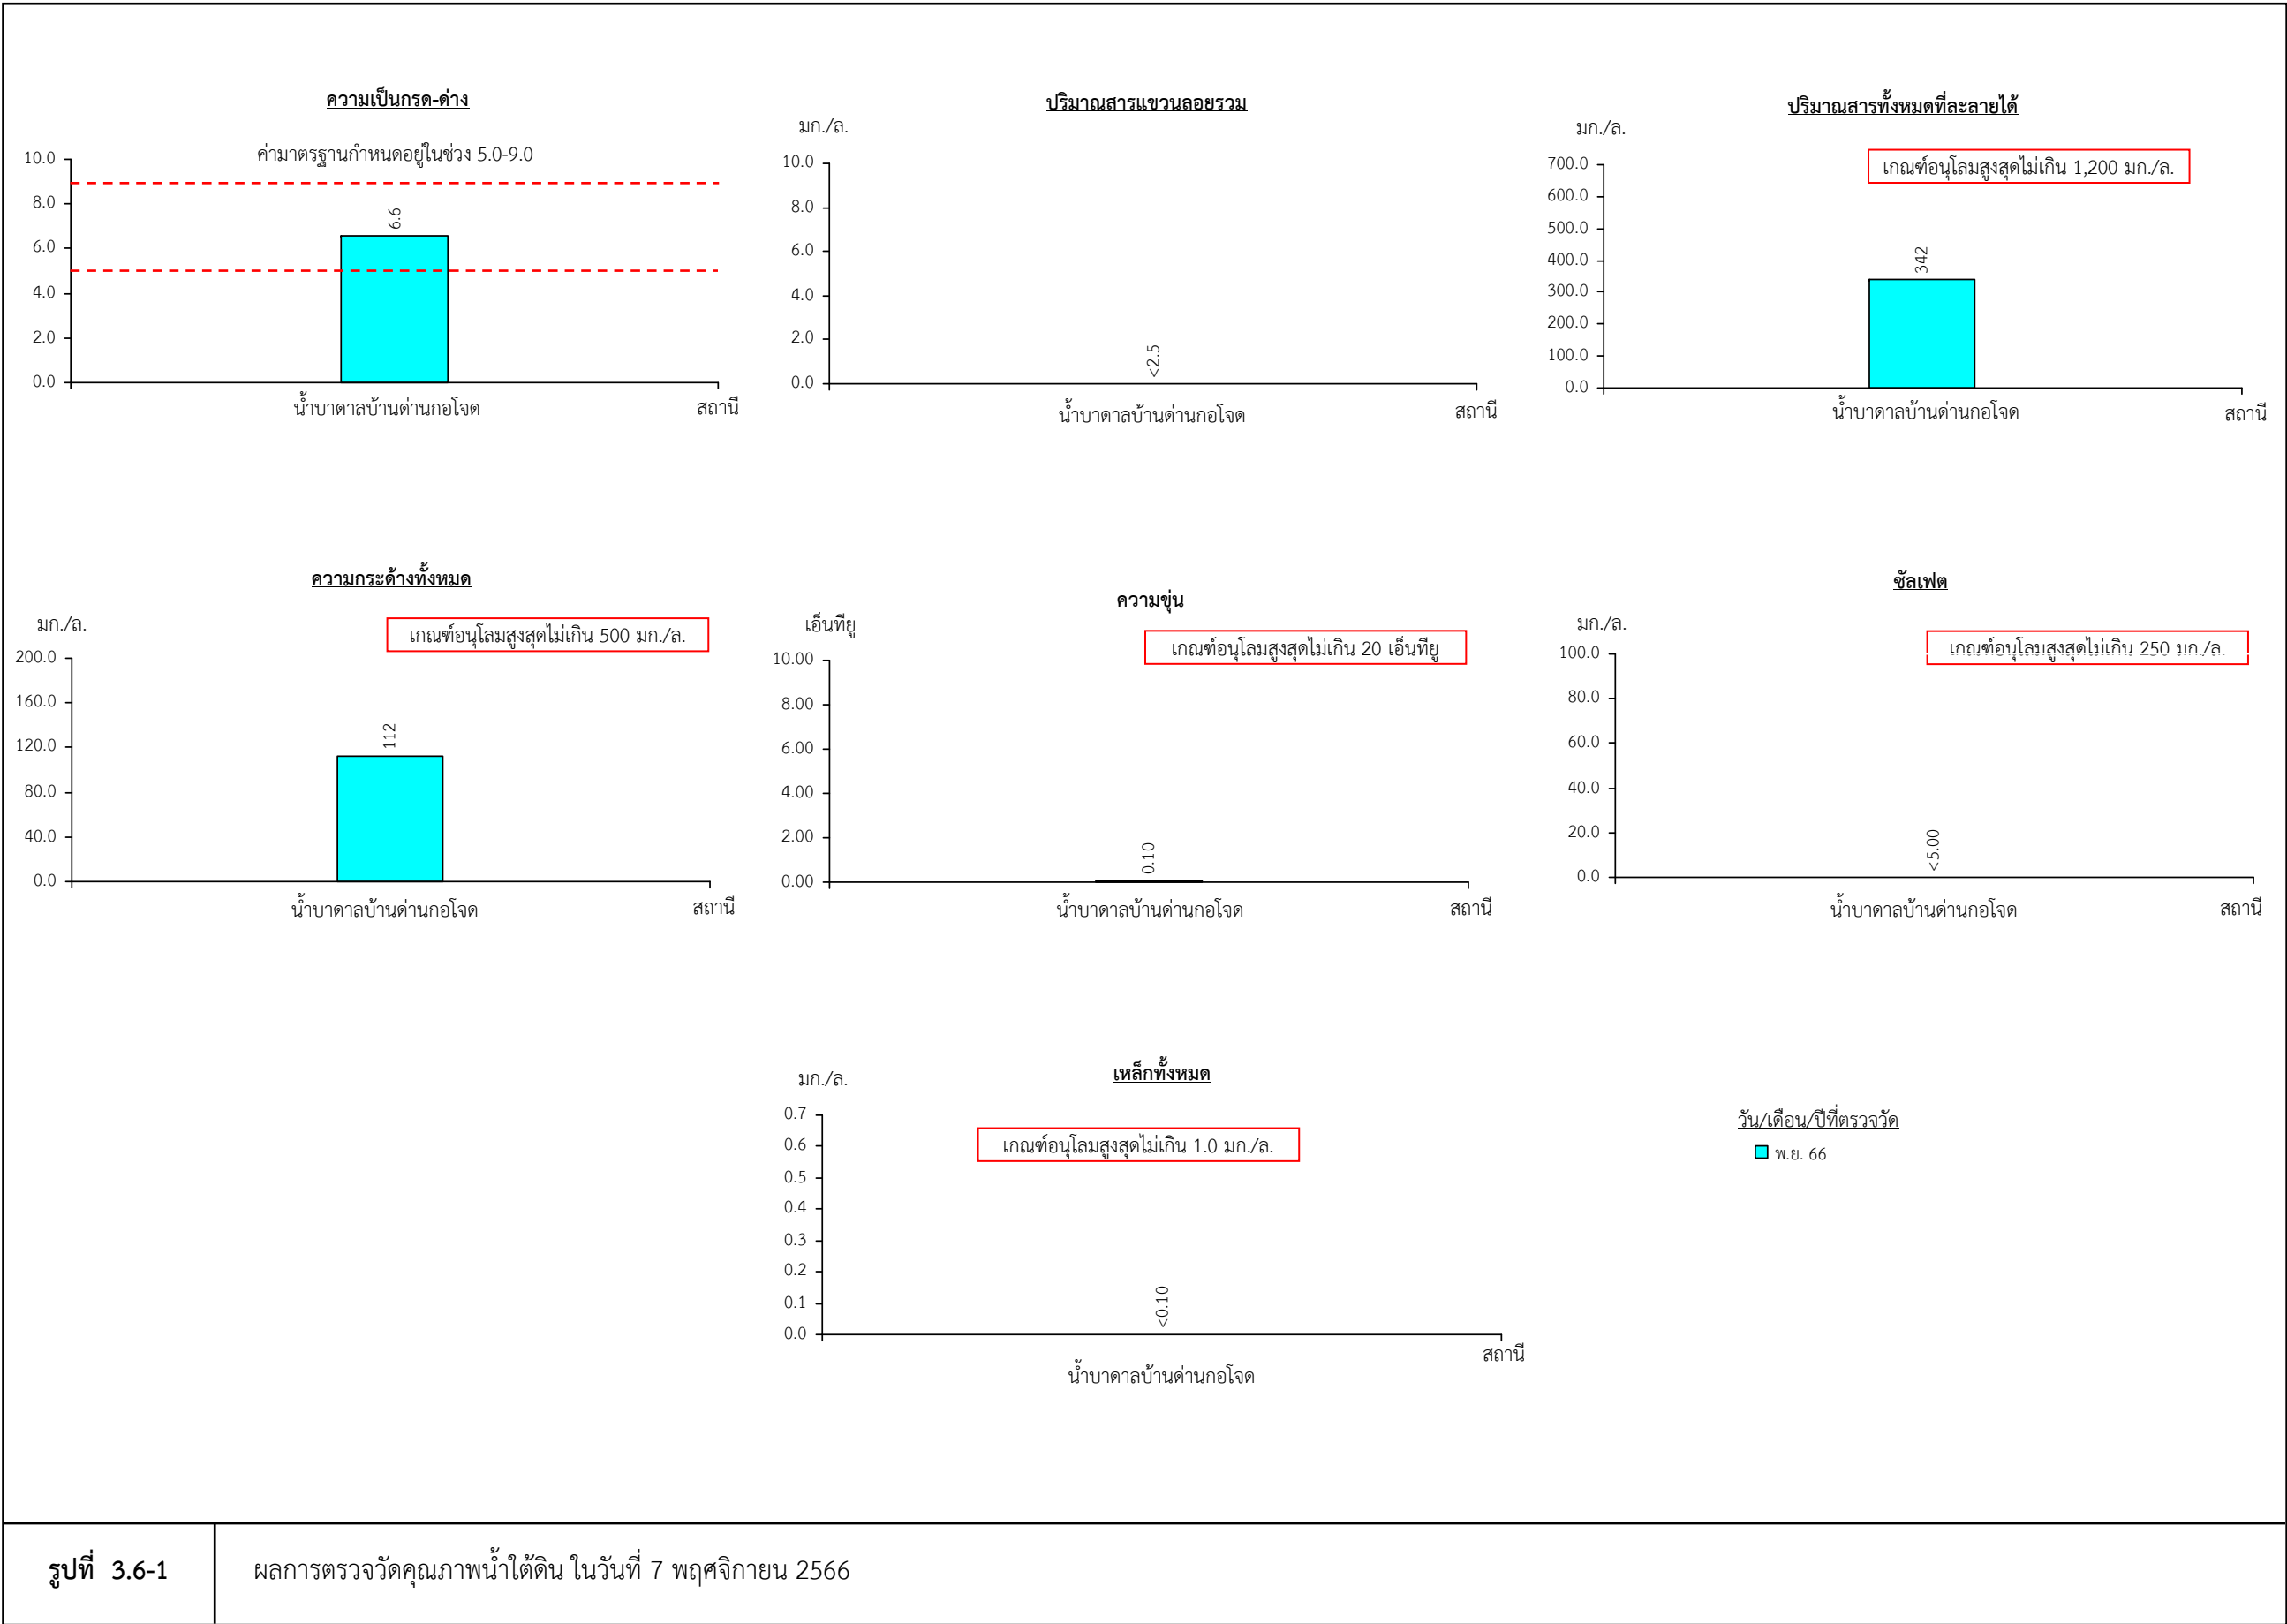 ความเป็นกรด-ด่าง
ค่ามาตรฐานกำหนดอยู่ในช่วง 5.0-9.0
10.0
8.0
6.0
4.0
2.0
0.0
6.6
น้ำบาดาลบ้านด่านกอโจด
สถานี
ปริมาณสารแขวนลอยรวม
มก./ล.
10.0
8.0
6.0
4.0
2.0
0.0
<2.5
น้ำบาดาลบ้านด่านกอโจด
สถานี
ปริมาณสารทั้งหมดที่ละลายได้
มก./ล.
เกณฑ์อนุโลมสูงสุดไม่เกิน 1,200 มก./ล.
700.0
600.0
500.0
400.0
300.0
200.0
100.0
0.0
342
น้ำบาดาลบ้านด่านกอโจด
สถานี
ความกระด้างทั้งหมด
มก./ล.
เกณฑ์อนุโลมสูงสุดไม่เกิน 500 มก./ล.
200.0
160.0
120.0
80.0
40.0
0.0
112
น้ำบาดาลบ้านด่านกอโจด
สถานี
ความขุ่น
เอ็นทียู
เกณฑ์อนุโลมสูงสุดไม่เกิน 20 เอ็นทียู
10.00
8.00
6.00
4.00
2.00
0.00
0.10
น้ำบาดาลบ้านด่านกอโจด
สถานี
ซัลเฟต
มก./ล.
เกณฑ์อนุโลมสูงสุดไม่เกิน 250 มก./ล.
100.0
80.0
60.0
40.0
20.0
0.0
<5.00
น้ำบาดาลบ้านด่านกอโจด
สถานี
เหล็กทั้งหมด
มก./ล.
เกณฑ์อนุโลมสูงสุดไม่เกิน 1.0 มก./ล.
0.7
0.6
0.5
0.4
0.3
0.2
0.1
0.0
<0.10
น้ำบาดาลบ้านด่านกอโจด
สถานี
วัน/เดือน/ปีที่ตรวจวัด
พ.ย. 66
รูปที่ 3.6-1
ผลการตรวจวัดคุณภาพน้ำใต้ดิน ในวันที่ 7 พฤศจิกายน 2566